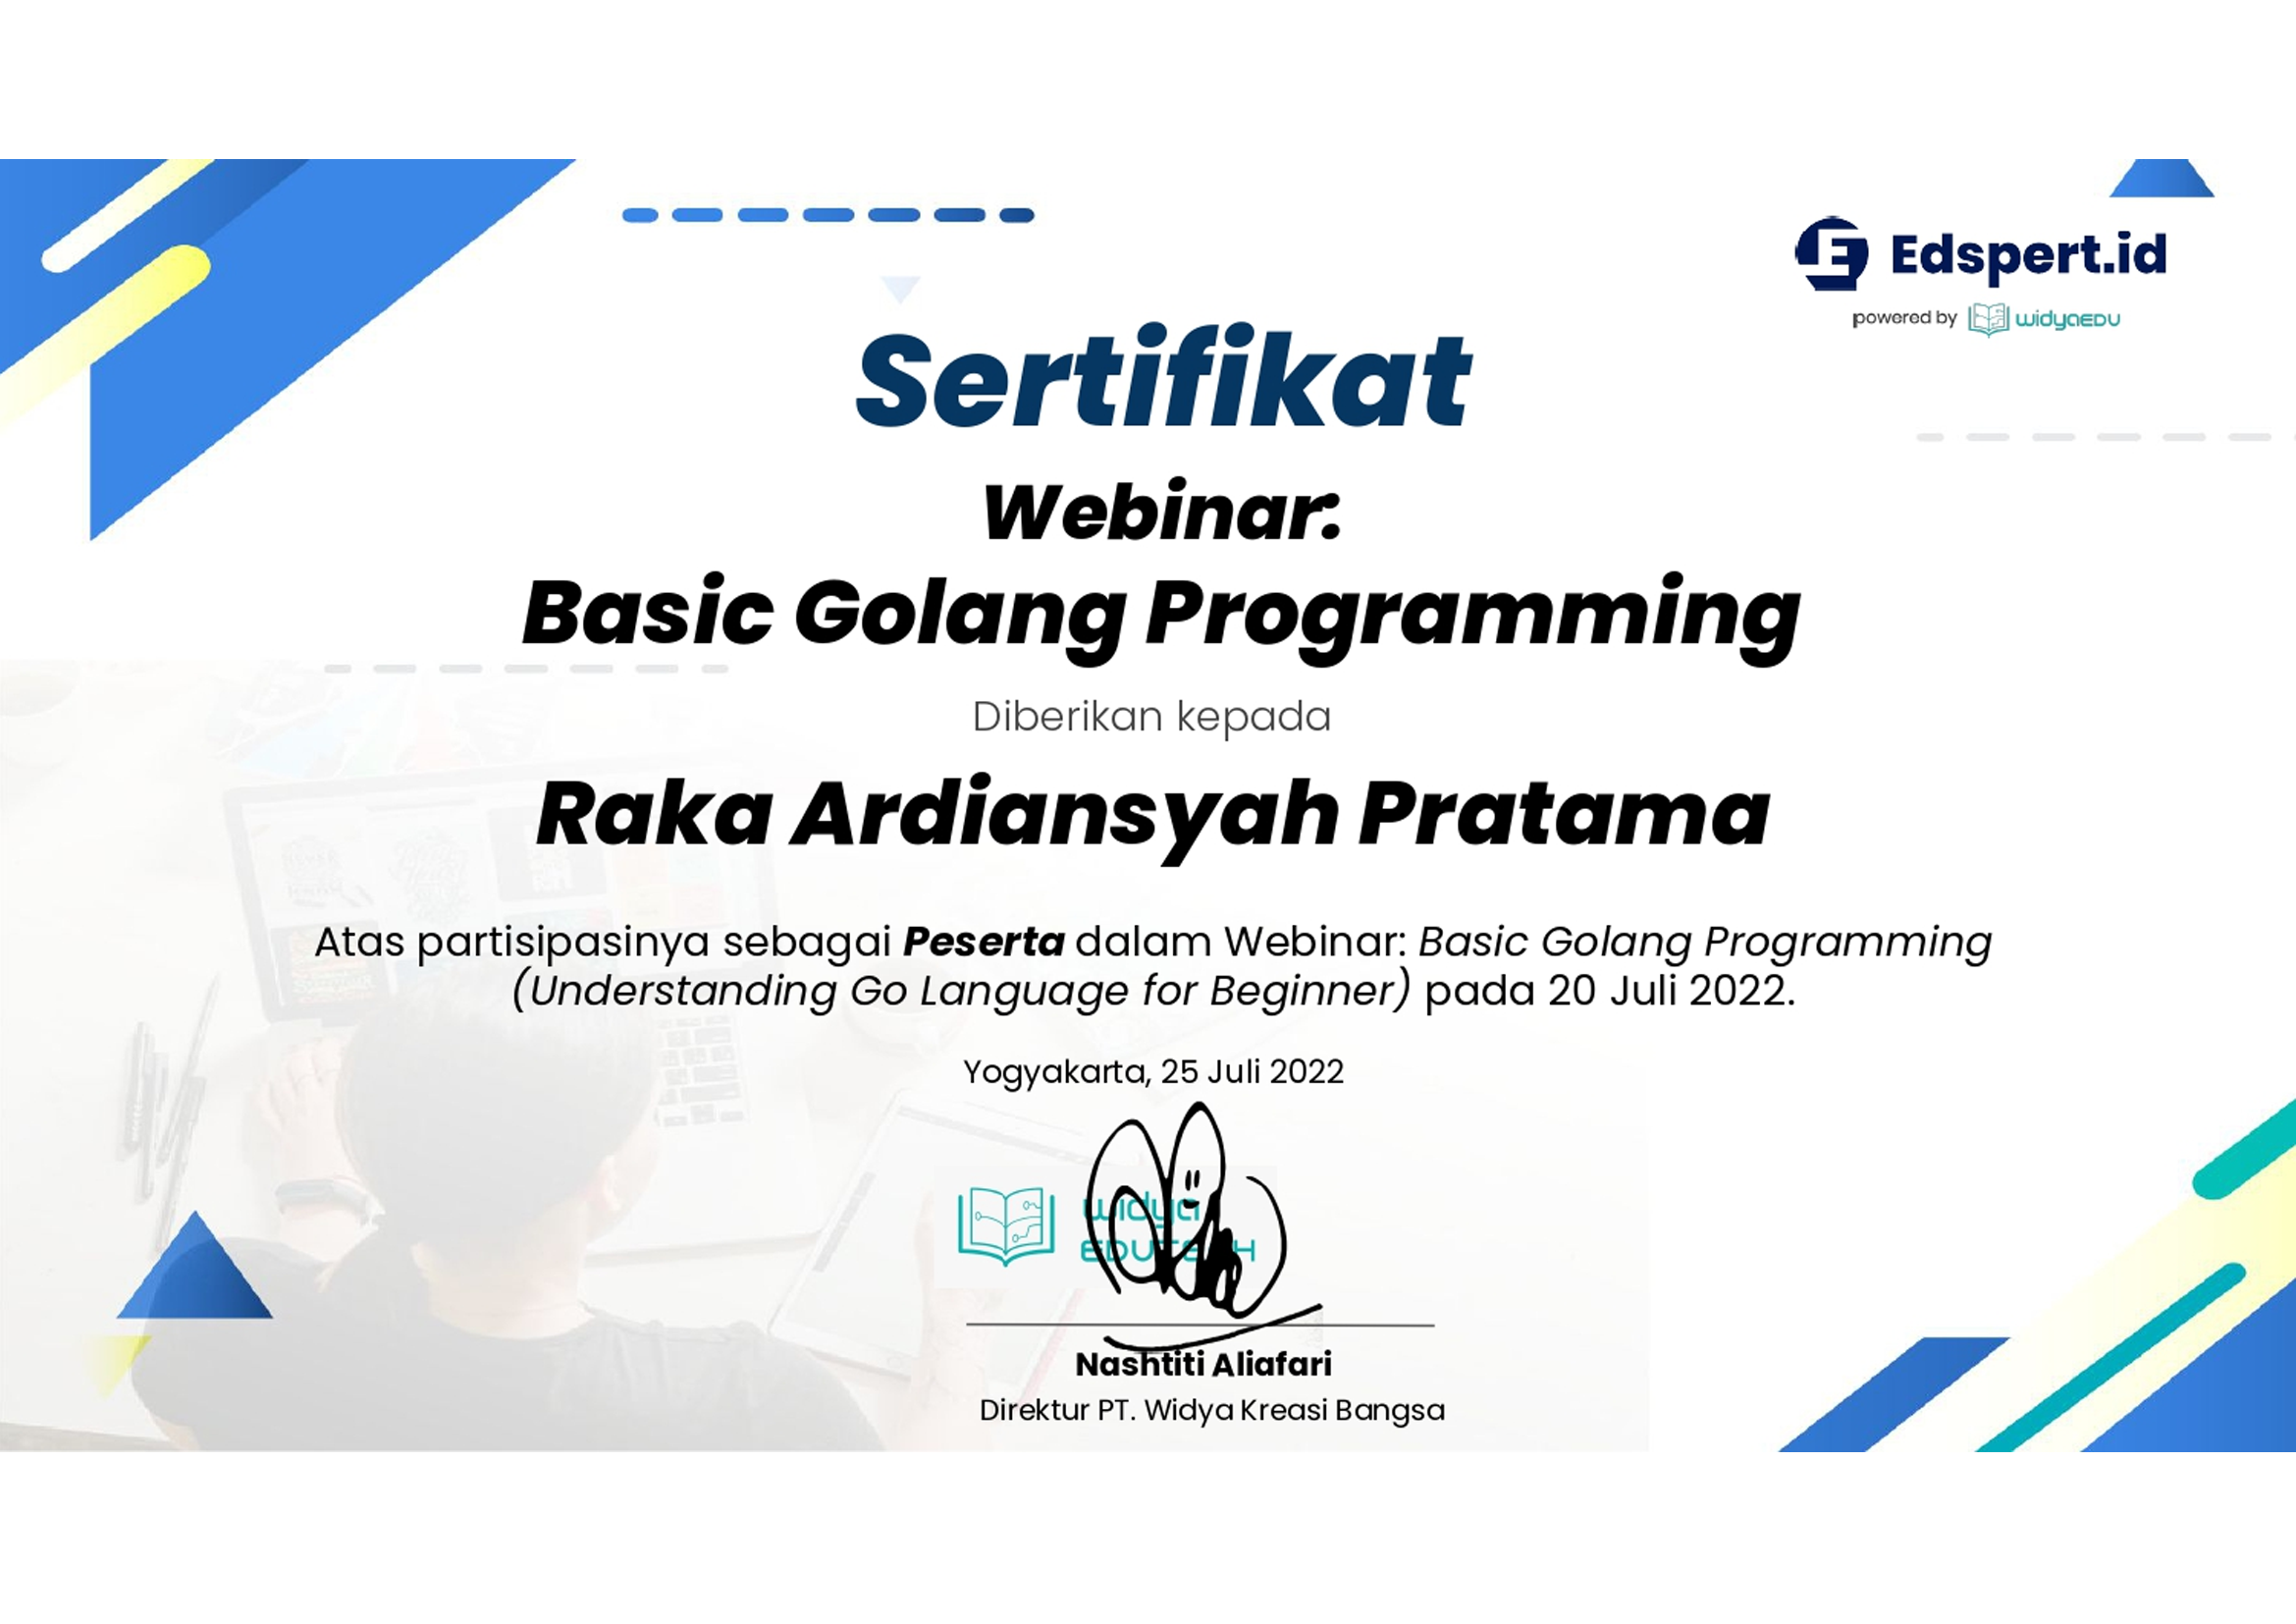 Edspert.id
powered by WIDYAEDU
Sertifikat
Webinar:
Basic Golang Programming
Diberikan kepada
Raka Ardiansyah Pratama
Atas partisipasinya sebagai Peserta dalam Webinar: Basic Golang Programming
(Understanding Go Language for Beginner) pada 20 Juli 2022.
Yogyakarta, 25 Juli 2022
widya
EDUTECH
Nashtiti Aliafari
Direktur PT. Widya Kreasi Bangsa